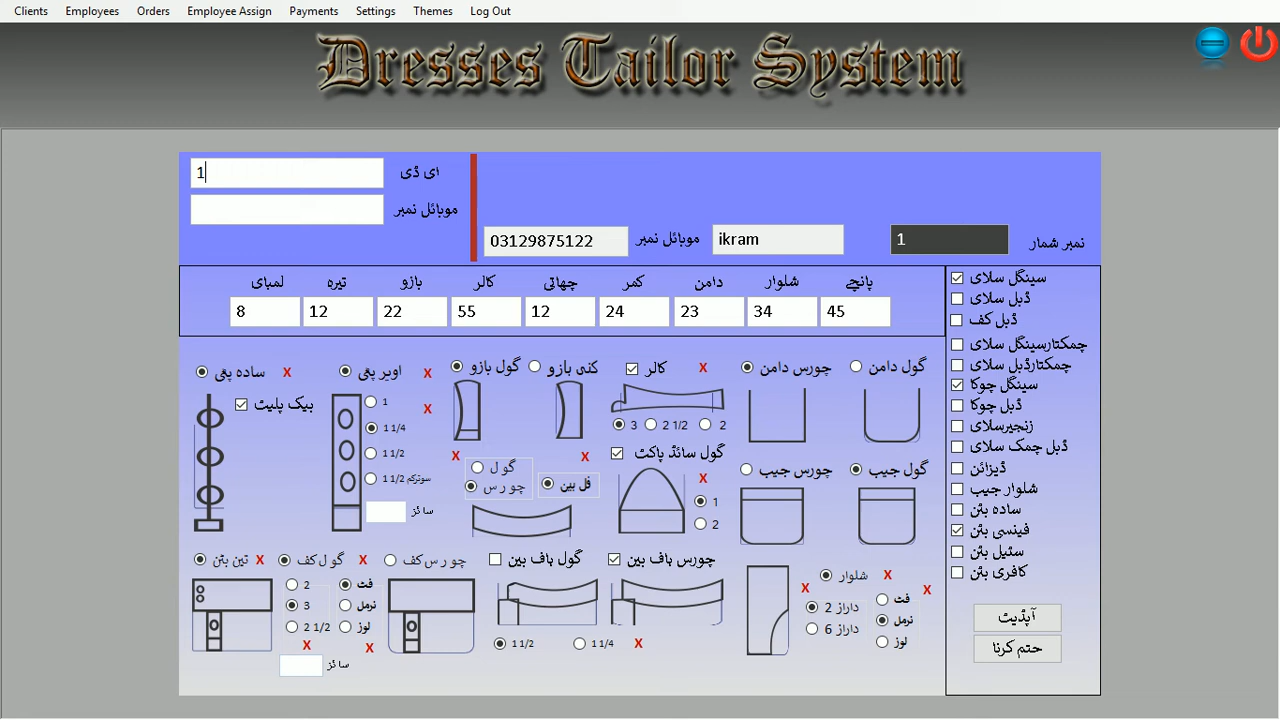 Clients Employees Orders Employee Assign Payments Settings Themes Log Out
Dresses Tailor System
1 ای ڈی
موبائل نمبر
نمبر شمار 1 ikram موبائل نمبر 03129875122
لمبای تیرہ بازو کالر چھاتی کمر دامن شلوار پانچے
8 12 22 55 12 24 23 34 45
سینگل سلای
ڈبل سلای
ڈبل کف
چمکتارسینگل سلای
چمکتارڈبل سلای
سینگل چوکا
ڈبل چوکا
زنجیرسلای
ڈبل چمک سلای
ڈیزائن
شلوار جیب
سادہ بٹن
فینسی بٹن
سٹیل بٹن
کافری بٹن
سادہ پٹی X
بیک پلیٹ
اوپر پٹی X
1 X
1 1/4
1 1/2
1 1/2 سوترکم
سائز
گول بازو کنی بازو
X X
گول
چورس
فل بین
کالر X
3 2 1/2 2
گول سائڈ پاکٹ
X
1
2
چورس دامن گول دامن
چورس جیب گول جیب
تین بٹن X گول کف X چورس کف
2 فٹ
3 نرمل
2 1/2 لوز
X X
سائز
گول ہاف بین چورس ہاف بین
1 1/2 1 1/4 X
شلوار X
X X
2 داراز
6 داراز
فٹ
نرمل
لوز
آپڈیٹ
ختم کرنا